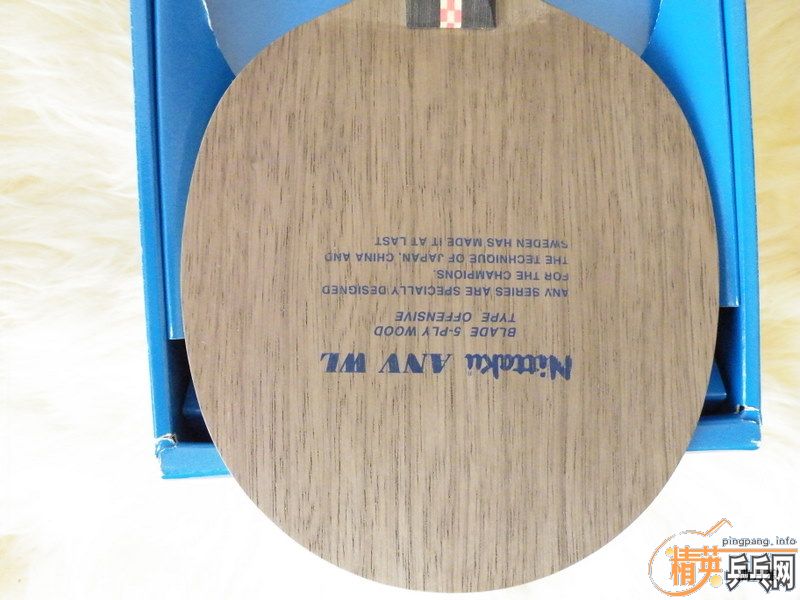 Nittaku ANV WL
BLADE 5-PLY WOOD
TYPE OFFENSIVE
ANV SERIES ARE SPECIALLY DESIGNED
FOR THE CHAMPIONS.
THE TECHNIQUE OF JAPAN, CHINA AND
SWEDEN HAS MADE IT AT LAST
pingpang.info
精英乒乓网